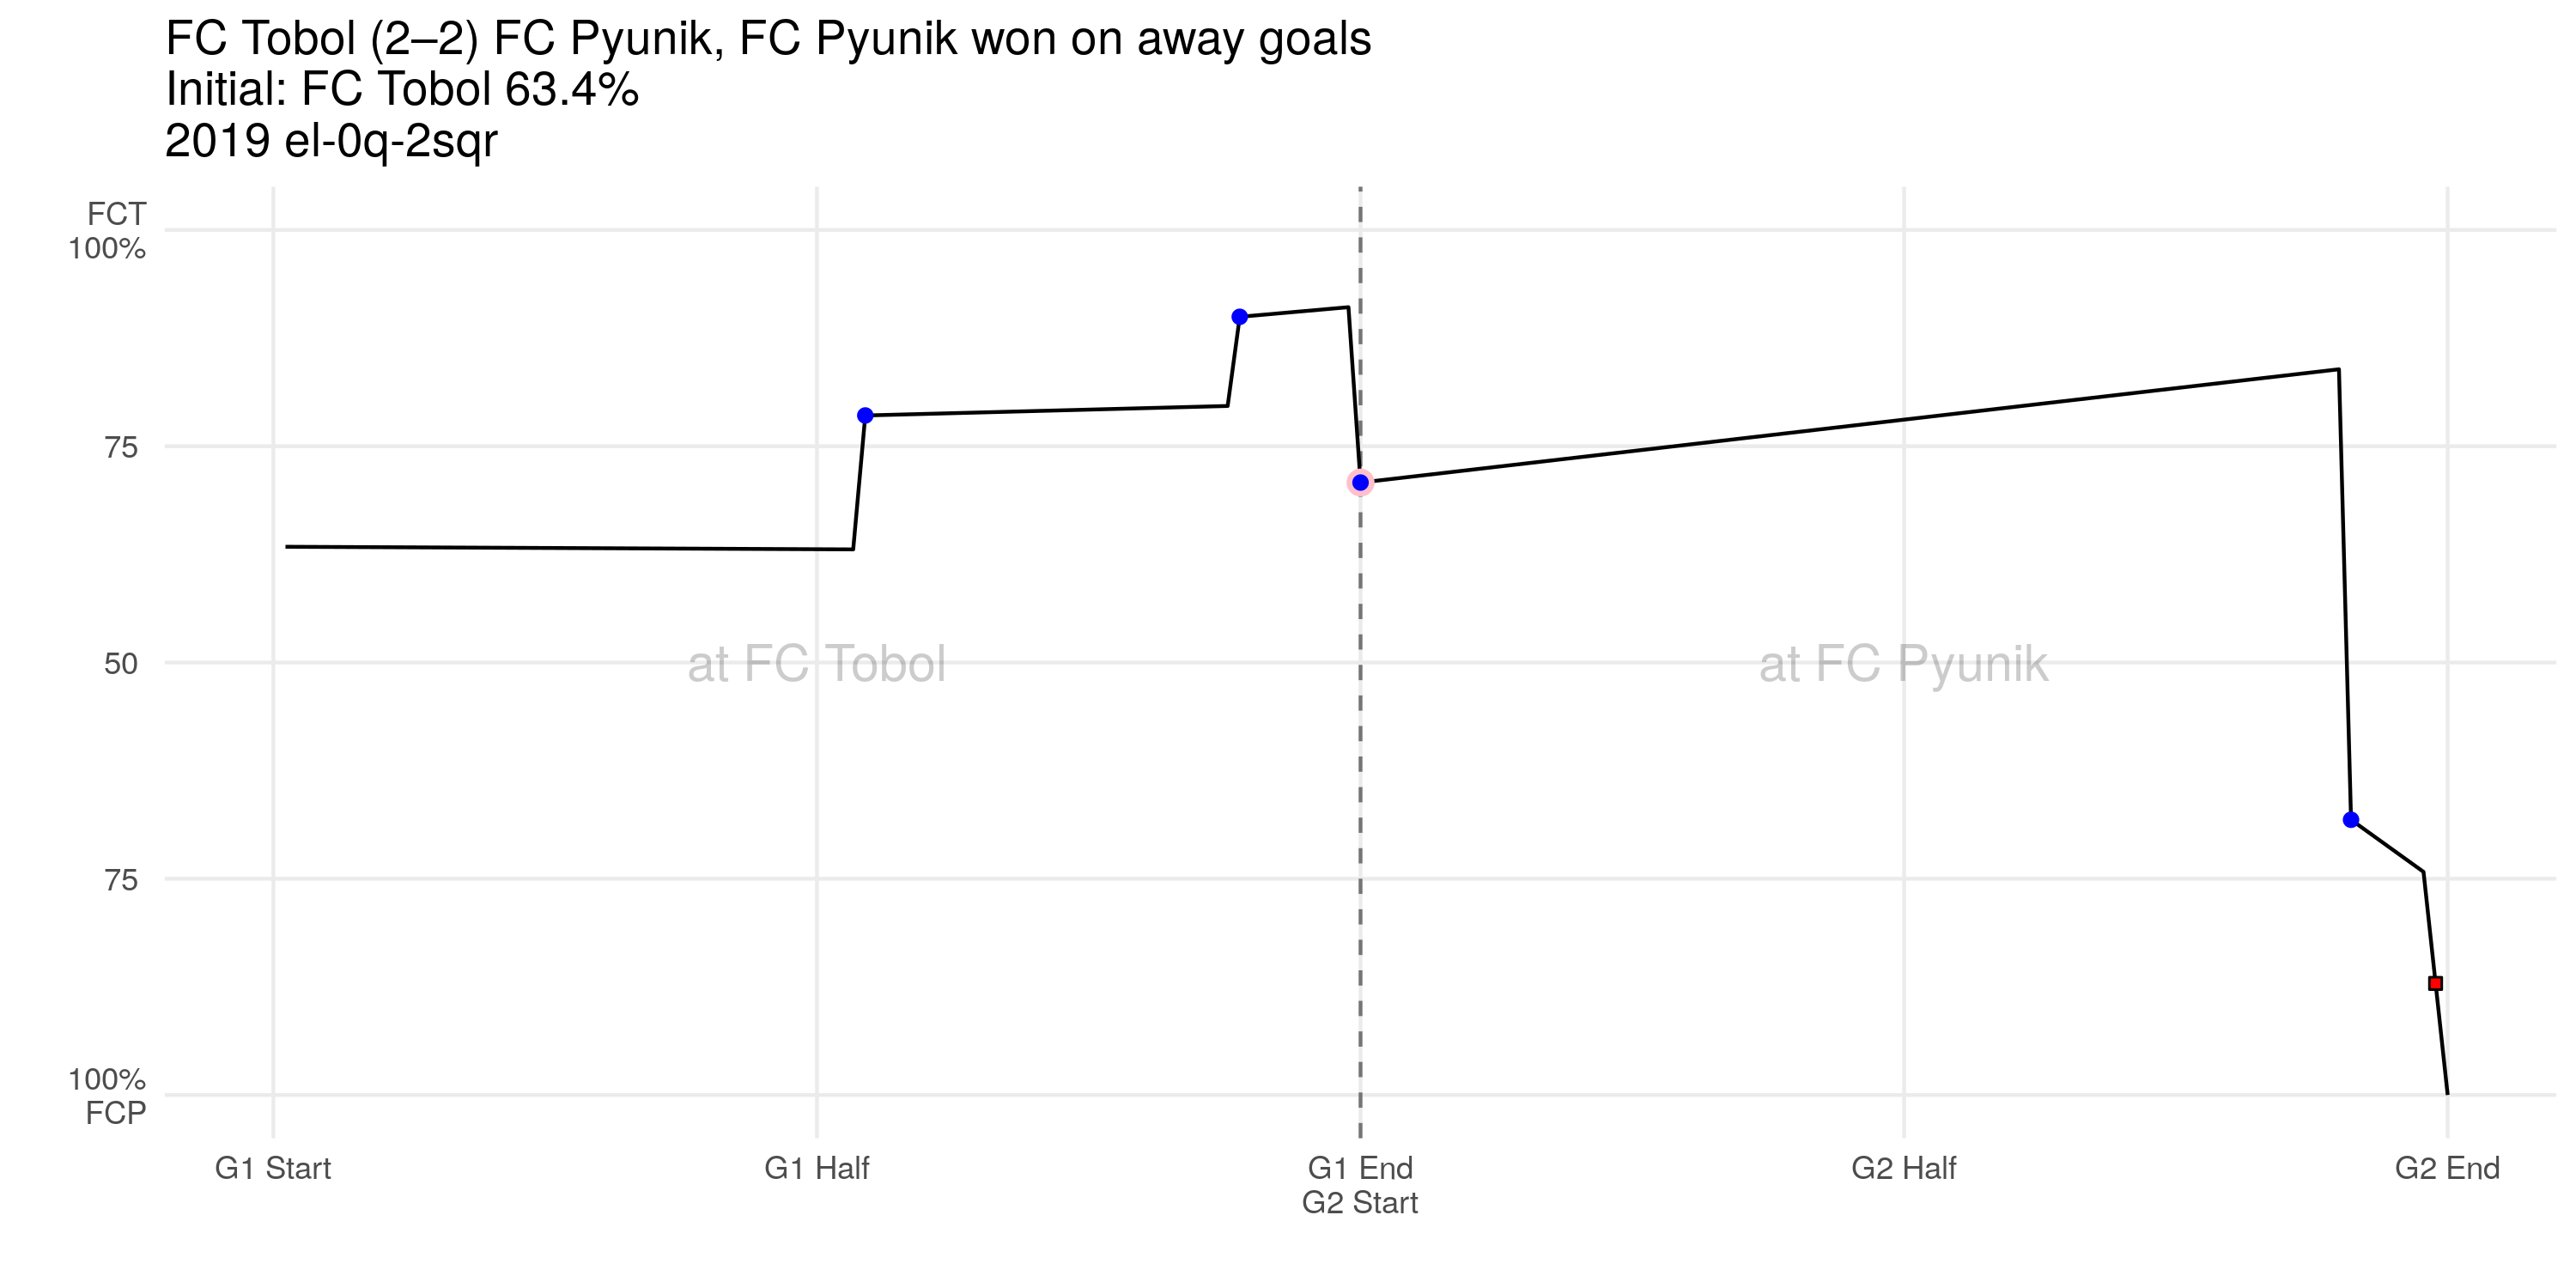 FC Tobol (2–2) FC Pyunik, FC Pyunik won on away goals
Initial: FC Tobol 63.4%
2019 el-0q-2sqr
FCT
100%
75
50
75
100%
FCP
at FC Tobol
at FC Pyunik
G1 Start
G1 Half
G1 End
G2 Start
G2 Half
G2 End